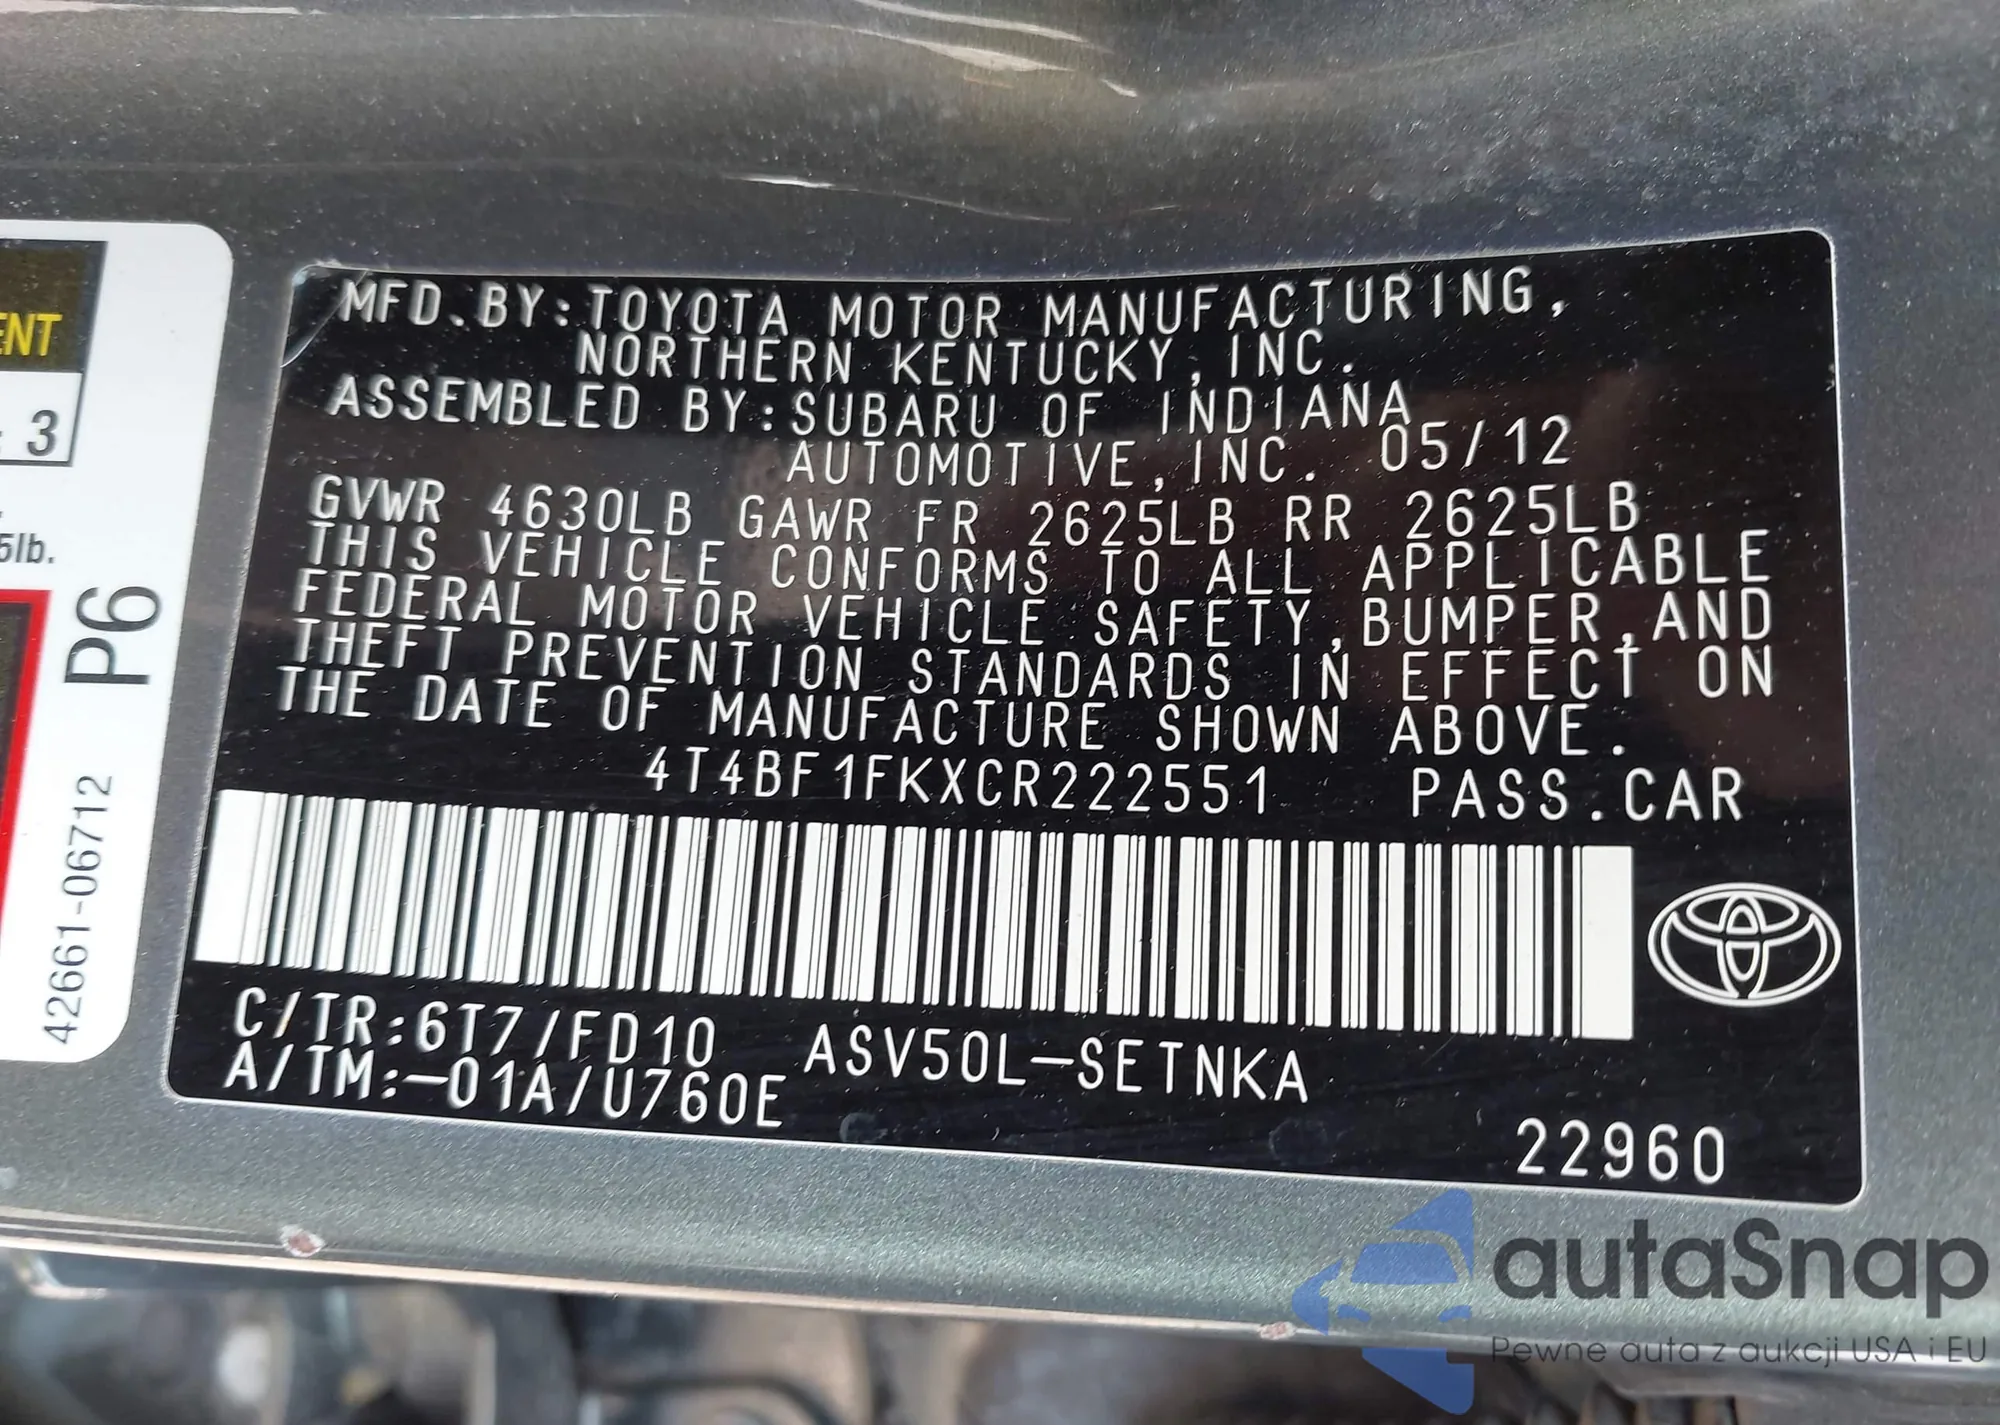 ENT
3
5lb.
P6
42661-06712
MFD. BY: TOYOTA MOTOR MANUFACTURING,
NORTHERN KENTUCKY, INC.
ASSEMBLED BY: SUBARU OF INDIANA
AUTOMOTIVE, INC. 05/12
GVWR 4630LB GAWR FR 2625LB RR 2625LB
THIS VEHICLE CONFORMS TO ALL APPLICABLE
FEDERAL MOTOR VEHICLE SAFETY, BUMPER, AND
THEFT PREVENTION STANDARDS IN EFFECT ON
THE DATE OF MANUFACTURE SHOWN ABOVE.
4T4BF1FKXCR222551 PASS. CAR
C/TR:6T7/FD10 ASV50L-SETNKA
A/TM:-01A/U760E
22960
autaSnap
Pewne auta z aukcji USA i EU